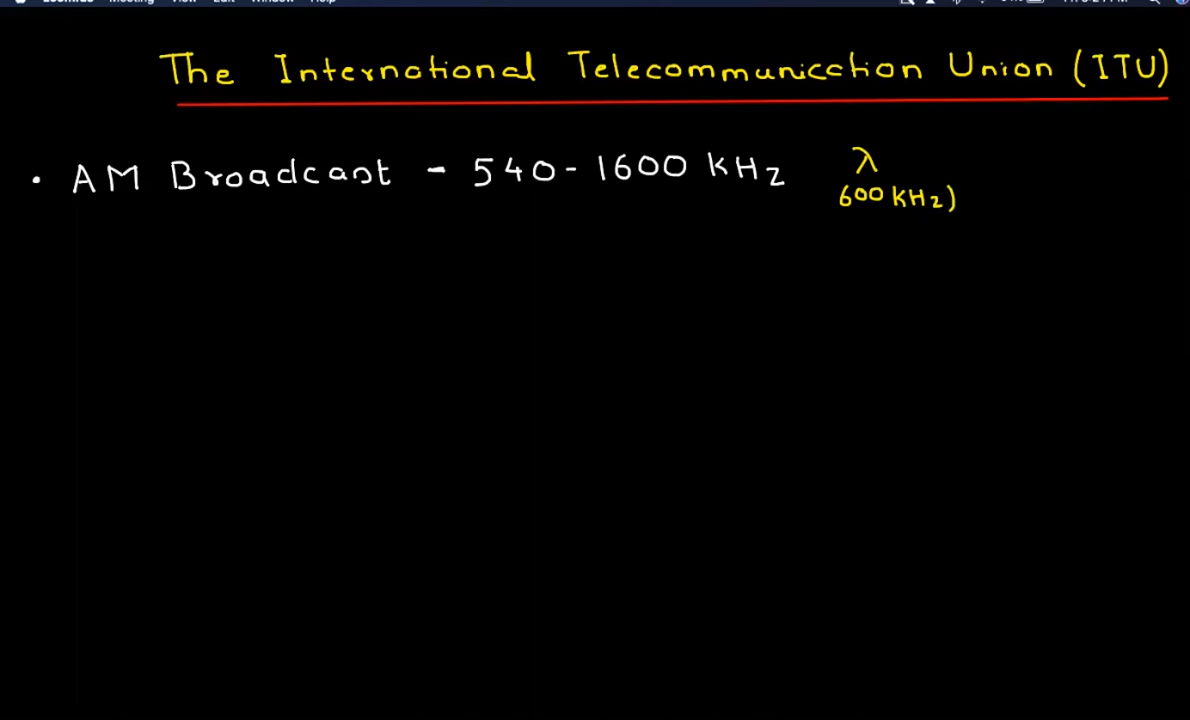 The International Telecommunication Union (ITU)
• AM Broadcast - 540-1600 KHz λ
600 KHz)